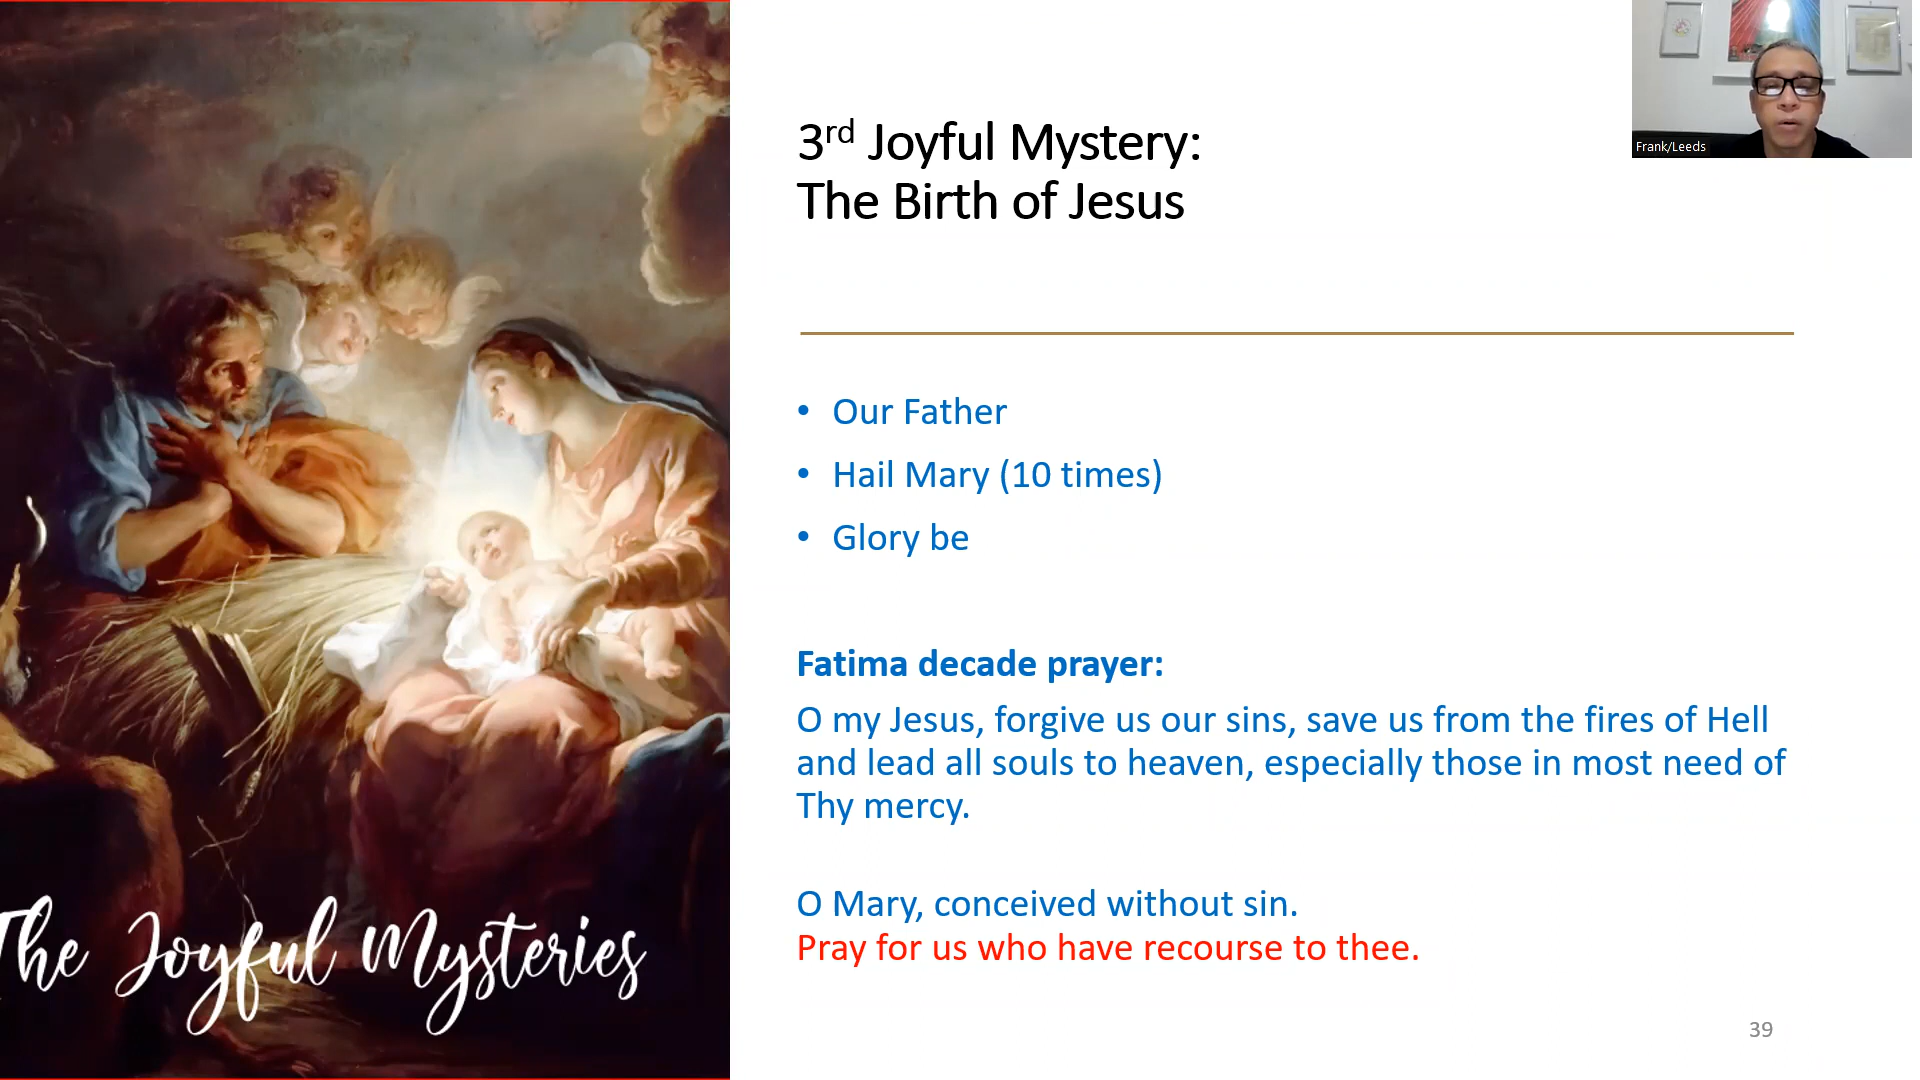 3rd Joyful Mystery:
The Birth of Jesus
Frank/Leeds
• Our Father
• Hail Mary (10 times)
• Glory be
Fatima decade prayer:
O my Jesus, forgive us our sins, save us from the fires of Hell
and lead all souls to heaven, especially those in most need of
Thy mercy.
O Mary, conceived without sin.
Pray for us who have recourse to thee.
The Joyful Mysteries
39